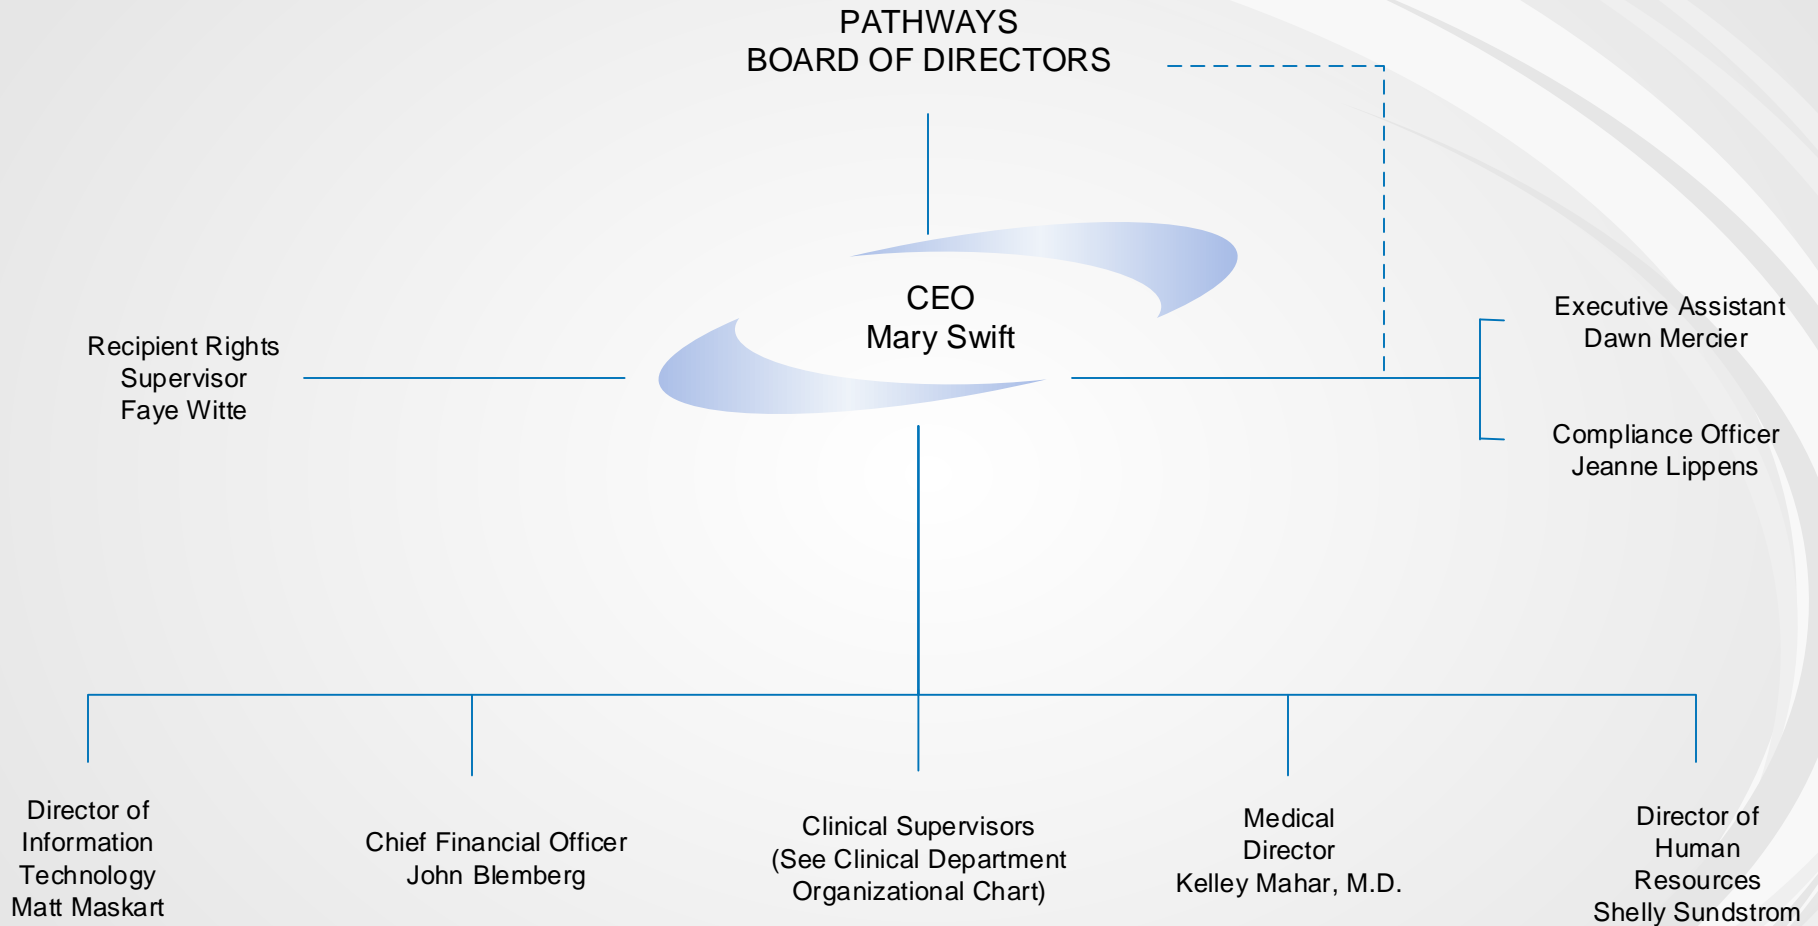 PATHWAYS
BOARD OF DIRECTORS
CEO
Mary Swift
Recipient Rights
Supervisor
Faye Witte
Executive Assistant
Dawn Mercier
Compliance Officer
Jeanne Lippens
Director of
Information
Technology
Matt Maskart
Chief Financial Officer
John Blemberg
Clinical Supervisors
(See Clinical Department
Organizational Chart)
Medical
Director
Kelley Mahar, M.D.
Director of
Human
Resources
Shelly Sundstrom